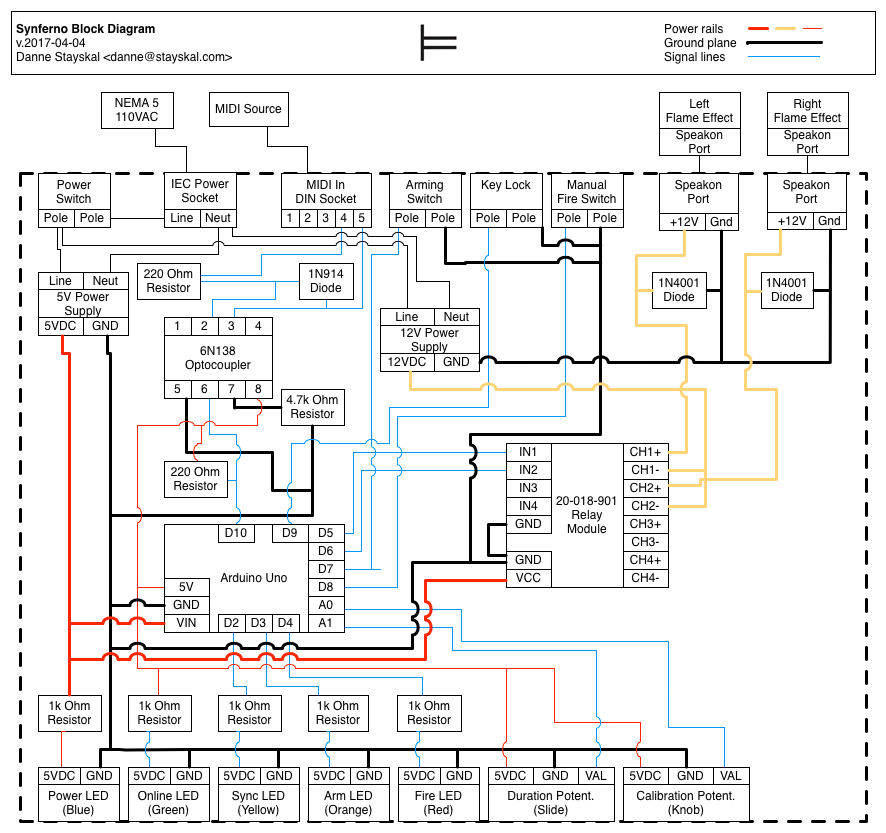 Synferno Block Diagram
v.2017-04-04
Danne Stayskal <danne@stayskal.com>
Power rails
Ground plane
Signal lines
NEMA 5
110VAC
MIDI Source
Left
Flame Effect
Speakon
Port
Right
Flame Effect
Speakon
Port
Power
Switch
Pole Pole
IEC Power
Socket
Line Neut
MIDI In
DIN Socket
1 2 3 4 5
Arming
Switch
Pole Pole
Key Lock
Pole Pole
Manual
Fire Switch
Pole Pole
Speakon
Port
+12V Gnd
Speakon
Port
+12V Gnd
Line Neut
5V Power
Supply
5VDC GND
220 Ohm
Resistor
1N914
Diode
1N4001
Diode
1N4001
Diode
Line Neut
12V Power
Supply
12VDC GND
1 2 3 4
6N138
Optocoupler
5 6 7 8
4.7k Ohm
Resistor
220 Ohm
Resistor
IN1
IN2
IN3
IN4
GND
GND
VCC
20-018-901
Relay
Module
CH1+
CH1-
CH2+
CH2-
CH3+
CH3-
CH4+
CH4-
D10 D9 D5
D6
D7
D8
A0
A1
Arduino Uno
5V
GND
VIN
D2 D3 D4
1k Ohm
Resistor
1k Ohm
Resistor
1k Ohm
Resistor
1k Ohm
Resistor
1k Ohm
Resistor
5VDC GND
Power LED
(Blue)
5VDC GND
Online LED
(Green)
5VDC GND
Sync LED
(Yellow)
5VDC GND
Arm LED
(Orange)
5VDC GND
Fire LED
(Red)
5VDC GND VAL
Duration Potent.
(Slide)
5VDC GND VAL
Calibration Potent.
(Knob)